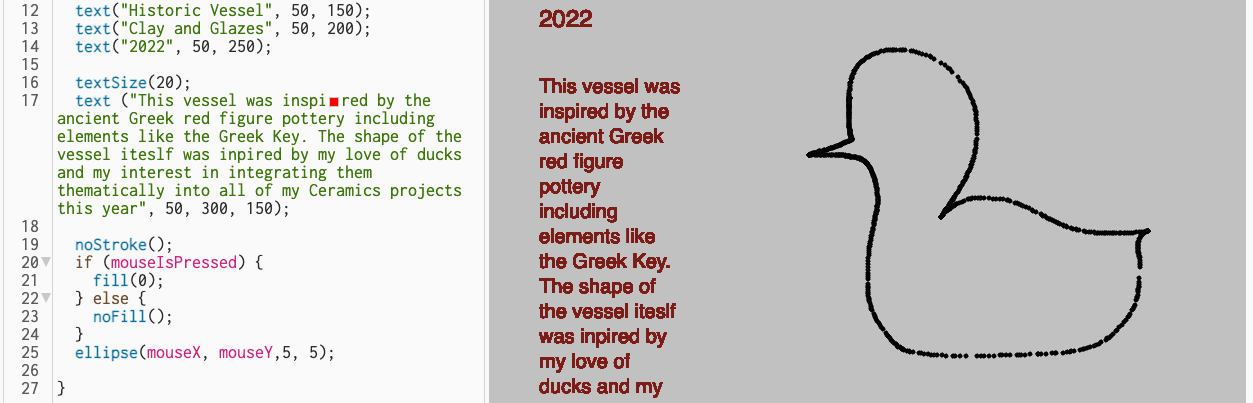 12 text("Historic Vessel", 50, 150);
13 text("Clay and Glazes", 50, 200);
14 text("2022", 50, 250);
15
16 textSize(20);
17 text ("This vessel was inspi red by the
ancient Greek red figure pottery including
elements like the Greek Key. The shape of the
vessel iteslf was inpired by my love of ducks
and my interest in integrating them
thematically into all of my Ceramics projects
this year", 50, 300, 150);
18
19 noStroke();
20 if (mouseIsPressed) {
21 fill(0);
22 } else {
23 noFill();
24 }
25 ellipse(mouseX, mouseY,5, 5);
26
27 }
2022
This vessel was
inspired by the
ancient Greek
red figure
pottery
including
elements like
the Greek Key.
The shape of
the vessel iteslf
was inpired by
my love of
ducks and my